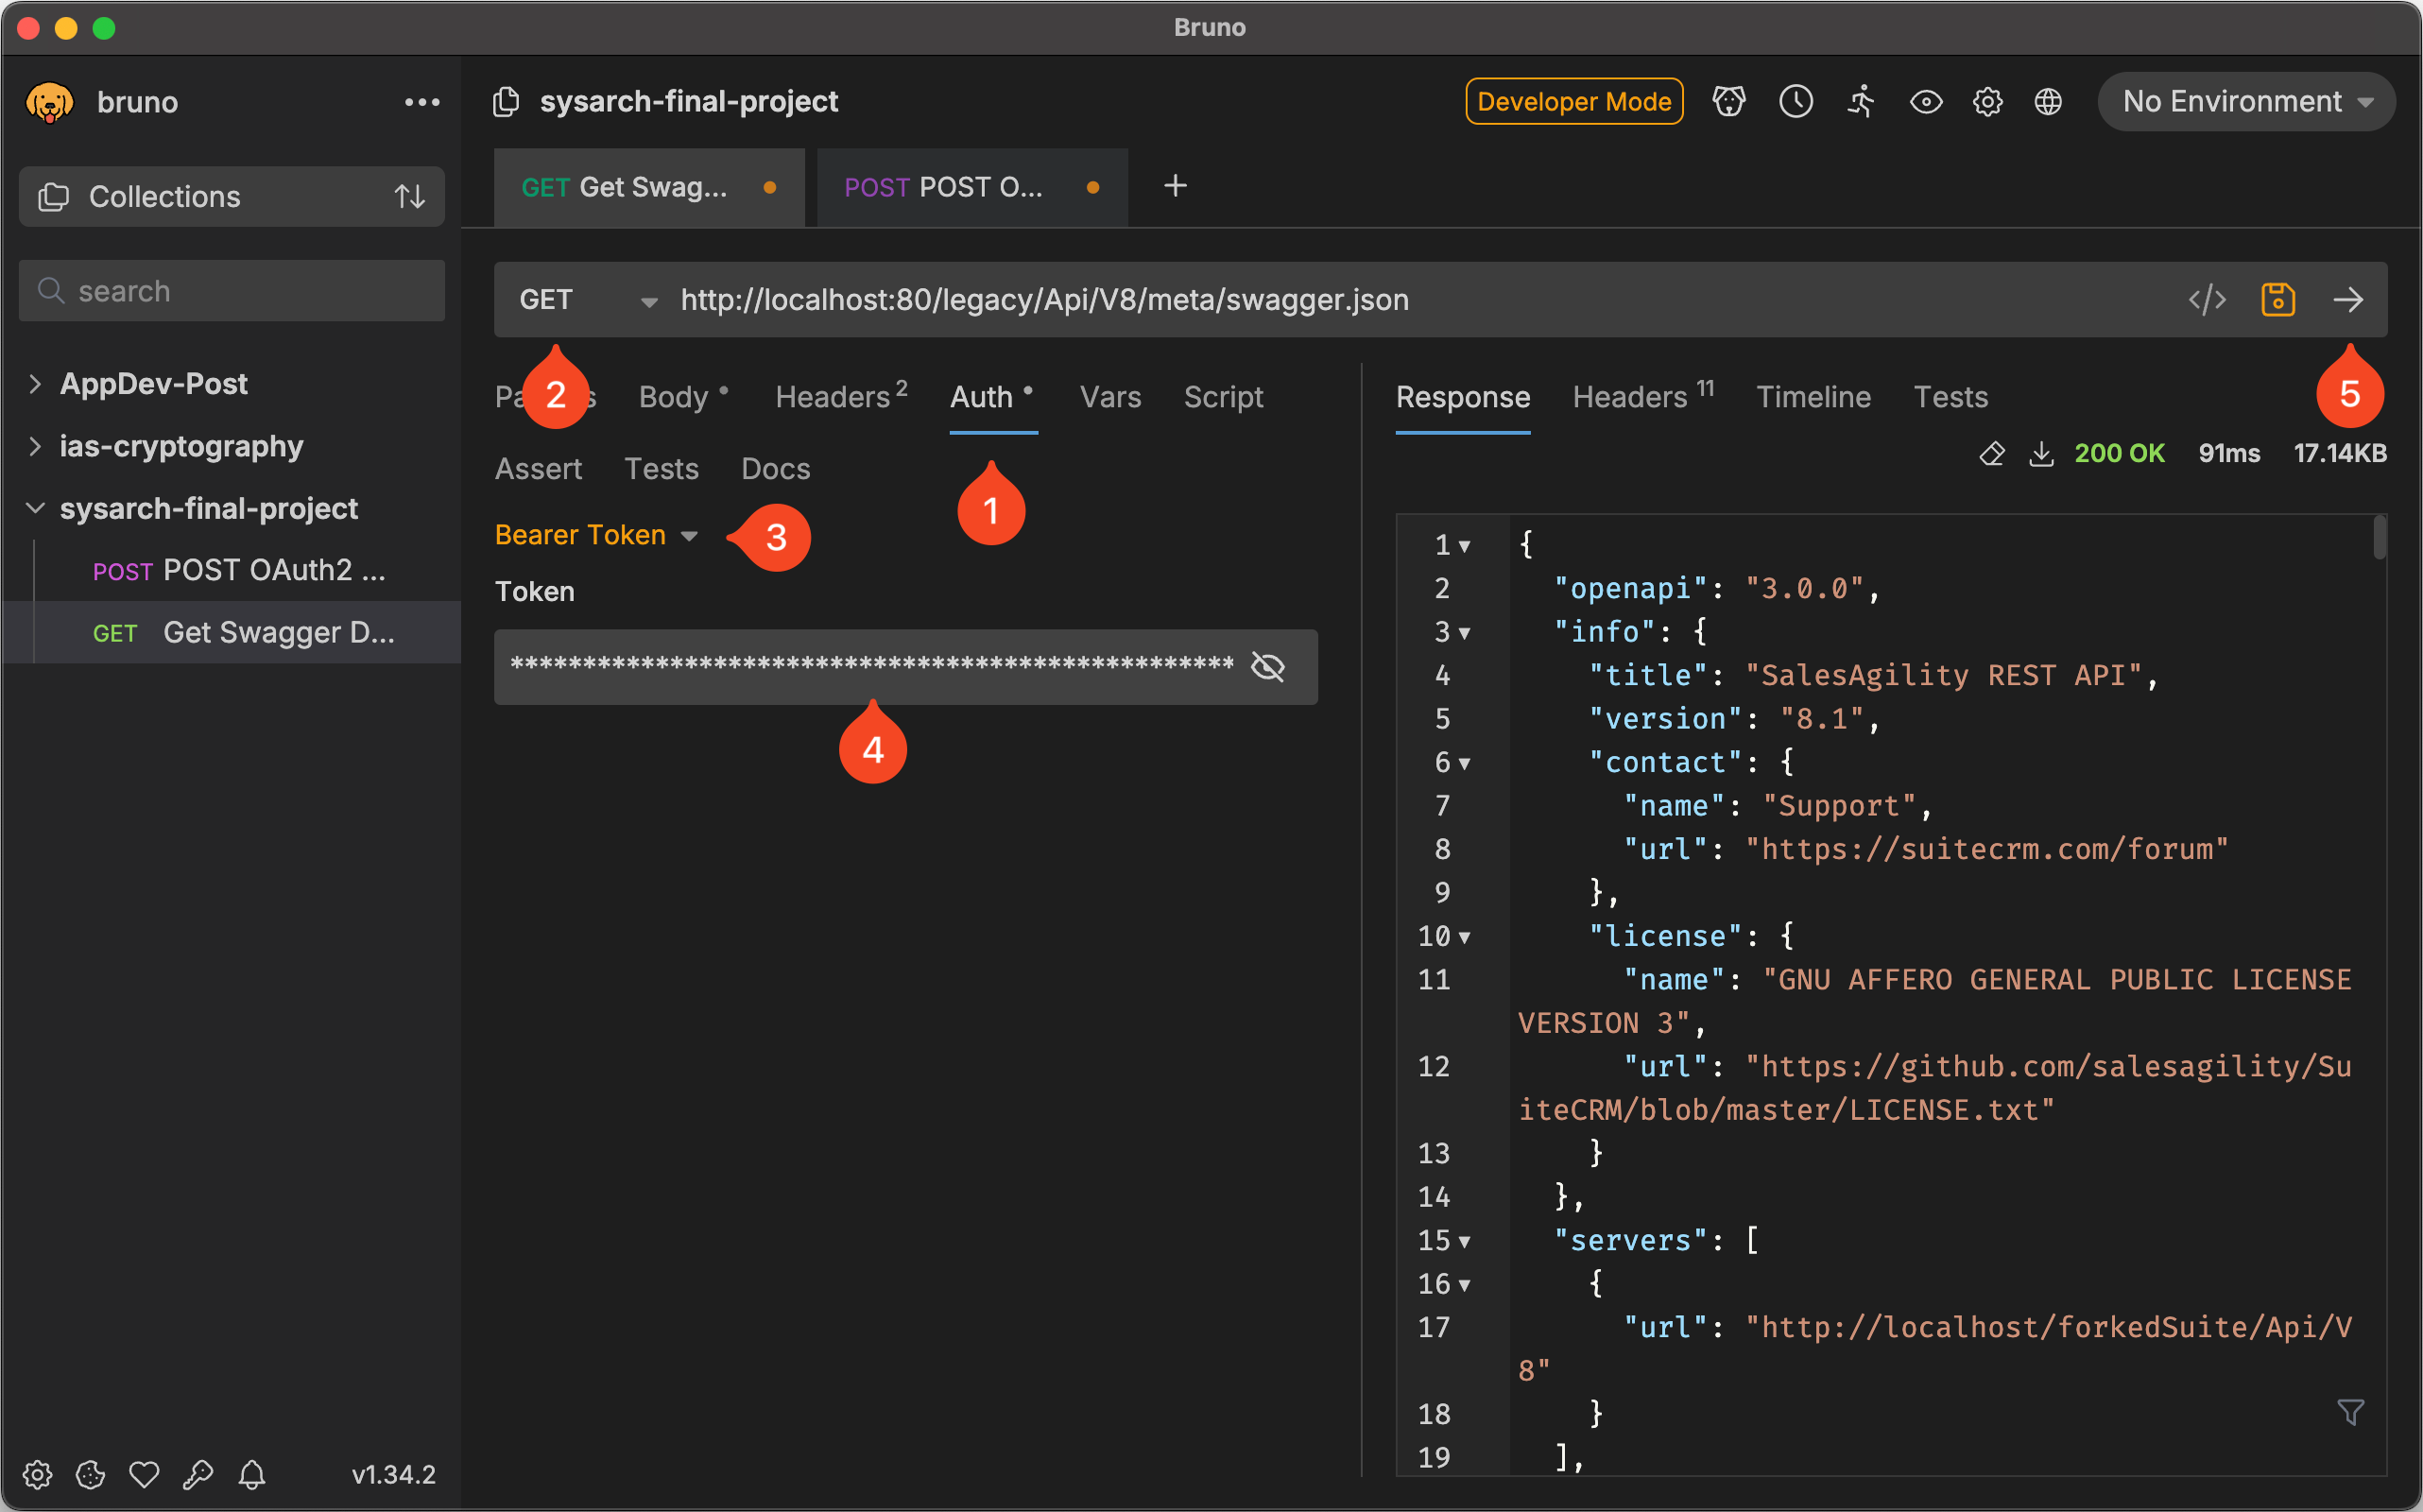 Bruno
bruno
sysarch-final-project
Developer Mode
No Environment
Collections
GET Get Swag...
POST POST O...
+
search
GET
http://localhost:80/legacy/Api/V8/meta/swagger.json
</>
AppDev-Post
ias-cryptography
sysarch-final-project
POST POST OAuth2 ...
GET Get Swagger D...
2
Body
Headers 2
Auth
Vars
Script
Assert
Tests
Docs
1
Bearer Token
3
Token
****************************************************
4
Response
Headers 11
Timeline
Tests
5
200 OK
91ms
17.14KB
1 {
2 "openapi": "3.0.0",
3 "info": {
4 "title": "SalesAgility REST API",
5 "version": "8.1",
6 "contact": {
7 "name": "Support",
8 "url": "https://suitecrm.com/forum"
9 },
10 "license": {
11 "name": "GNU AFFERO GENERAL PUBLIC LICENSE
VERSION 3",
12 "url": "https://github.com/salesagility/Su
iteCRM/blob/master/LICENSE.txt"
13 }
14 },
15 "servers": [
16 {
17 "url": "http://localhost/forkedSuite/Api/V
8"
18 }
19 ],
v1.34.2